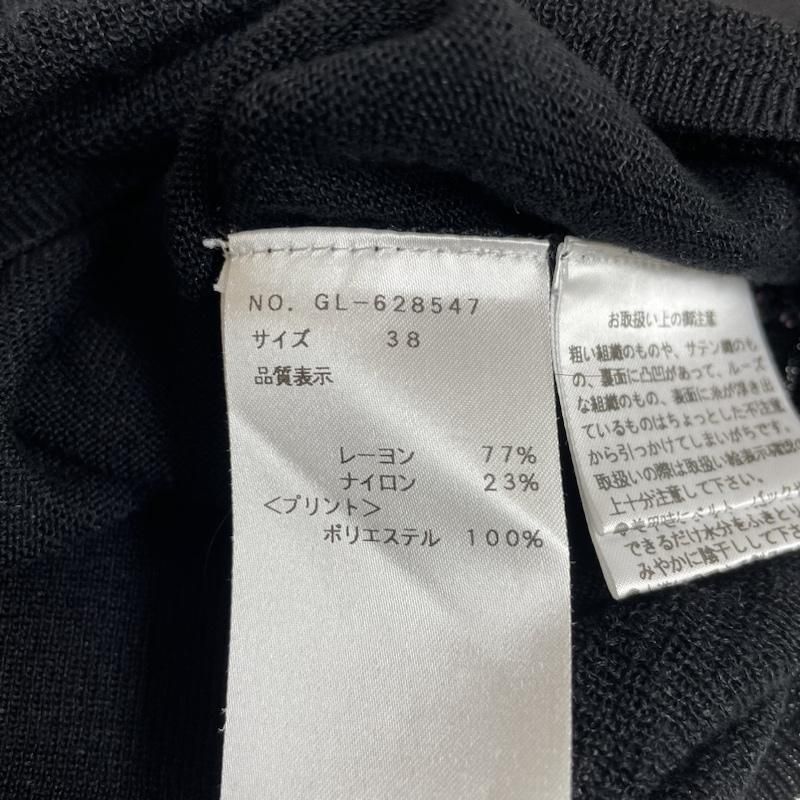 NO. GL-628547
サイズ 38
品質表示
レーヨン 77%
ナイロン 23%
<プリント>
ポリエステル 100%
お取扱い上の御注意
粗い組織のものや、サテン織のも
の、裏面に凸凹があって、ルーズ
な組織のもの、表面に糸が浮き出
ているものはちょっとした不注意
から引っかけてしまいがちです。
取扱いの際は取扱い絵表示確認の
上十分注意して下さい。
できるだけ水分をふきとり
みやかに陰干しして下さ